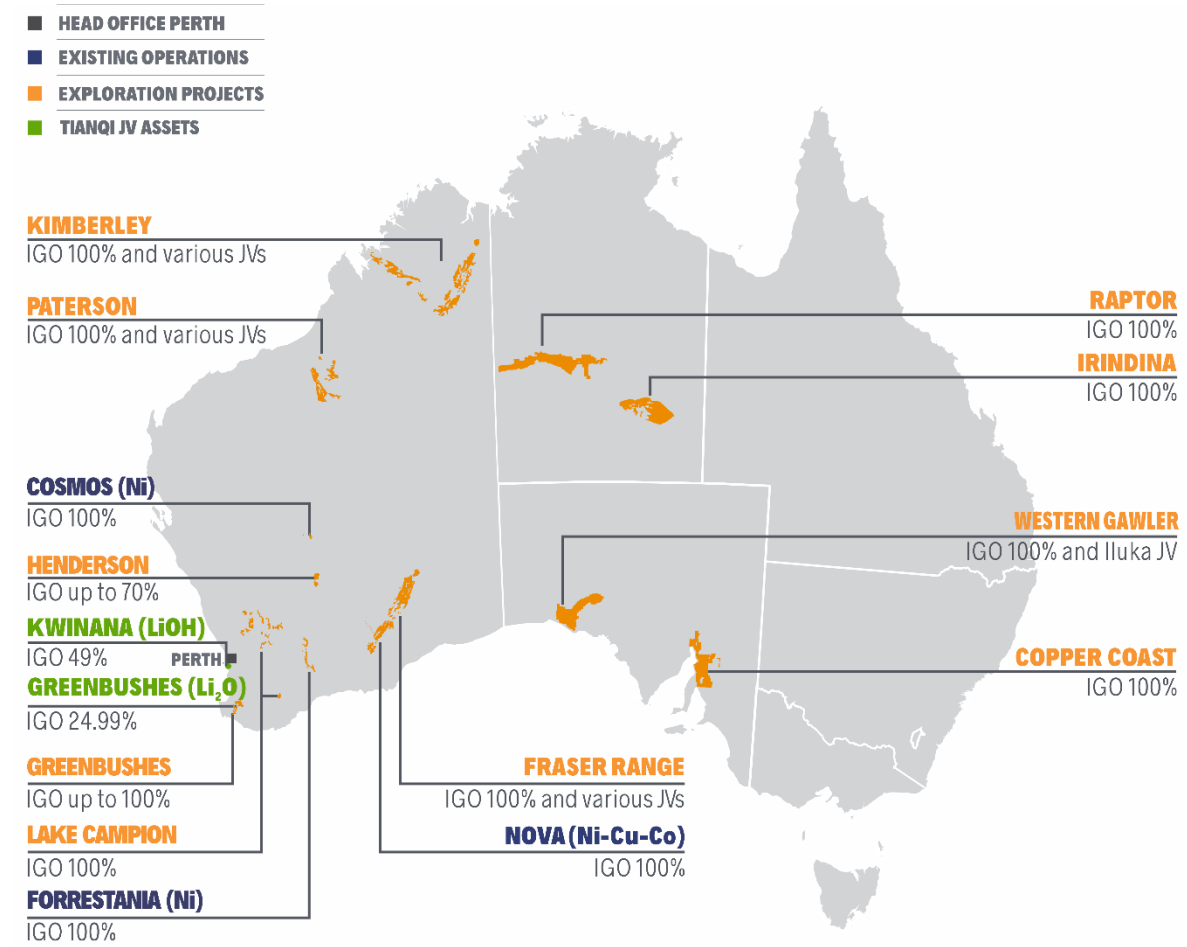 HEAD OFFICE PERTH
EXISTING OPERATIONS
EXPLORATION PROJECTS
TIANQI JV ASSETS
KIMBERLEY
IGO 100% and various JVs
PATERSON
IGO 100% and various JVs
RAPTOR
IGO 100%
IRINDINA
IGO 100%
COSMOS (Ni)
IGO 100%
WESTERN GAWLER
IGO 100% and Iluka JV
HENDERSON
IGO up to 70%
KWINANA (LiOH)
IGO 49%
PERTH
GREENBUSHES (Li₂O)
IGO 24.99%
COPPER COAST
IGO 100%
GREENBUSHES
IGO up to 100%
FRASER RANGE
IGO 100% and various JVs
LAKE CAMPION
IGO 100%
NOVA (Ni-Cu-Co)
IGO 100%
FORRESTANIA (Ni)
IGO 100%